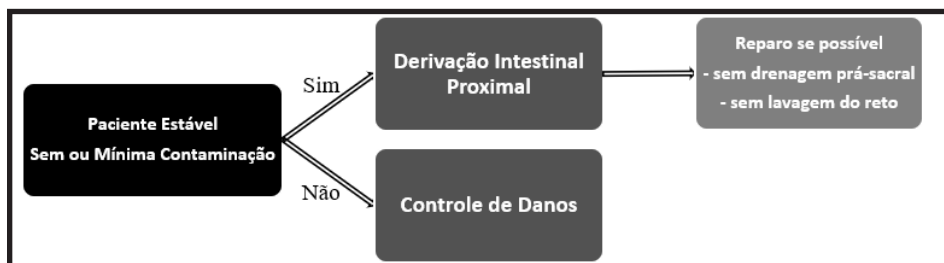 Paciente Estável
Sem ou Mínima Contaminação
Sim
Não
Derivação Intestinal
Proximal
Controle de Danos
Reparo se possível
- sem drenagem prá-sacral
- sem lavagem do reto